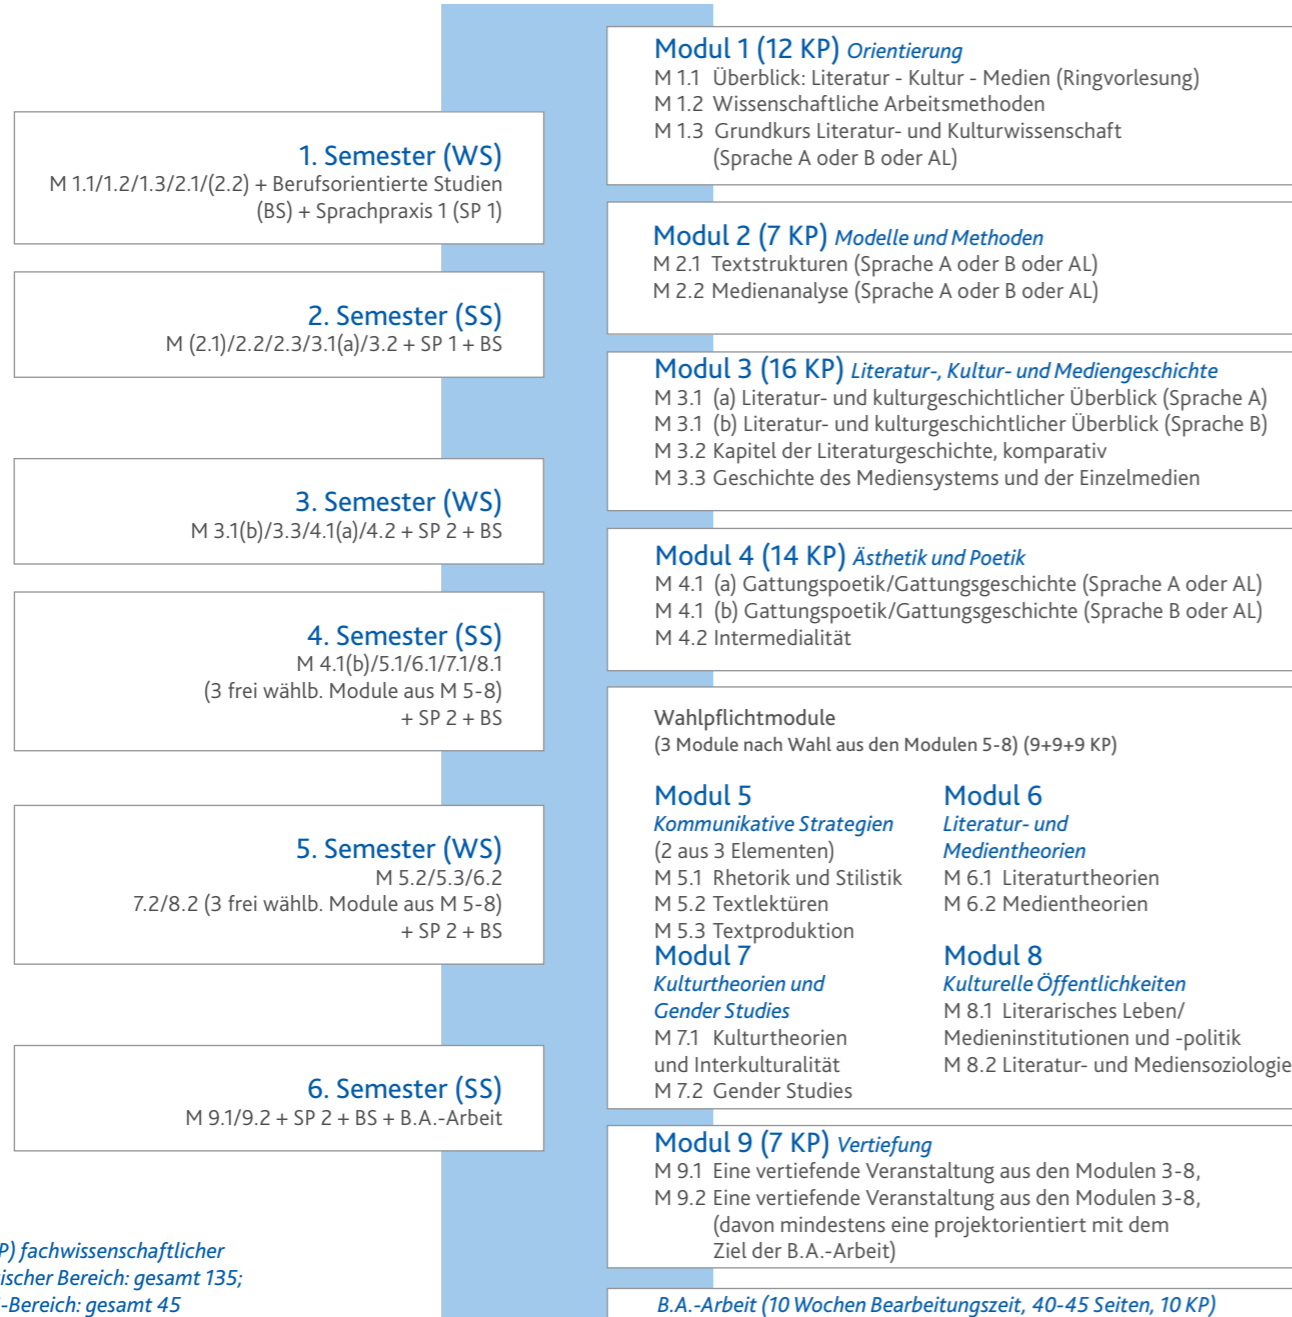 1. Semester (WS)
M 1.1/1.2/1.3/2.1/(2.2) + Berufsorientierte Studien
(BS) + Sprachpraxis 1 (SP 1)
2. Semester (SS)
M (2.1)/2.2/2.3/3.1(a)/3.2 + SP 1 + BS
3. Semester (WS)
M 3.1(b)/3.3/4.1(a)/4.2 + SP 2 + BS
4. Semester (SS)
M 4.1(b)/5.1/6.1/7.1/8.1
(3 frei wählb. Module aus M 5-8)
+ SP 2 + BS
5. Semester (WS)
M 5.2/5.3/6.2
7.2/8.2 (3 frei wählb. Module aus M 5-8)
+ SP 2 + BS
6. Semester (SS)
M 9.1/9.2 + SP 2 + BS + B.A.-Arbeit
P) fachwissenschaftlicher
ischer Bereich: gesamt 135;
-Bereich: gesamt 45
Modul 1 (12 KP) Orientierung
M 1.1 Überblick: Literatur - Kultur - Medien (Ringvorlesung)
M 1.2 Wissenschaftliche Arbeitsmethoden
M 1.3 Grundkurs Literatur- und Kulturwissenschaft
(Sprache A oder B oder AL)
Modul 2 (7 KP) Modelle und Methoden
M 2.1 Textstrukturen (Sprache A oder B oder AL)
M 2.2 Medienanalyse (Sprache A oder B oder AL)
Modul 3 (16 KP) Literatur-, Kultur- und Mediengeschichte
M 3.1 (a) Literatur- und kulturgeschichtlicher Überblick (Sprache A)
M 3.1 (b) Literatur- und kulturgeschichtlicher Überblick (Sprache B)
M 3.2 Kapitel der Literaturgeschichte, komparativ
M 3.3 Geschichte des Mediensystems und der Einzelmedien
Modul 4 (14 KP) Ästhetik und Poetik
M 4.1 (a) Gattungspoetik/Gattungsgeschichte (Sprache A oder AL)
M 4.1 (b) Gattungspoetik/Gattungsgeschichte (Sprache B oder AL)
M 4.2 Intermedialität
Wahlpflichtmodule
(3 Module nach Wahl aus den Modulen 5-8) (9+9+9 KP)
Modul 5
Kommunikative Strategien
(2 aus 3 Elementen)
M 5.1 Rhetorik und Stilistik
M 5.2 Textlektüren
M 5.3 Textproduktion
Modul 6
Literatur- und
Medientheorien
M 6.1 Literaturtheorien
M 6.2 Medientheorien
Modul 7
Kulturtheorien und
Gender Studies
M 7.1 Kulturtheorien
und Interkulturalität
M 7.2 Gender Studies
Modul 8
Kulturelle Öffentlichkeiten
M 8.1 Literarisches Leben/
Medieninstitutionen und -politik
M 8.2 Literatur- und Mediensoziologie
Modul 9 (7 KP) Vertiefung
M 9.1 Eine vertiefende Veranstaltung aus den Modulen 3-8,
M 9.2 Eine vertiefende Veranstaltung aus den Modulen 3-8,
(davon mindestens eine projektorientiert mit dem
Ziel der B.A.-Arbeit)
B.A.-Arbeit (10 Wochen Bearbeitungszeit, 40-45 Seiten, 10 KP)